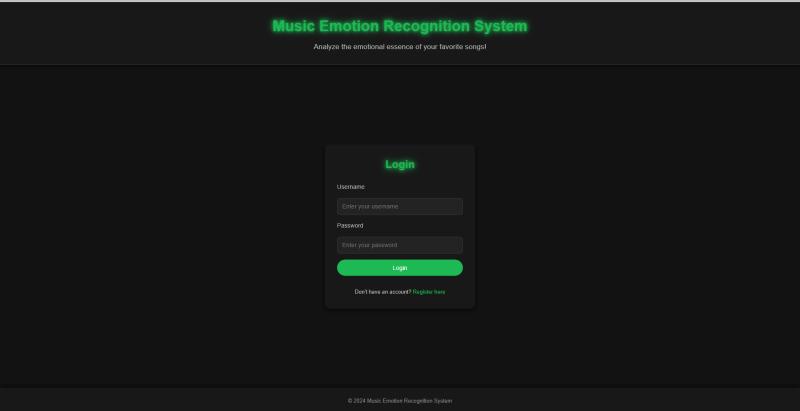 Music Emotion Recognition System
Analyze the emotional essence of your favorite songs!
Login
Username
Enter your username
Password
Enter your password
Login
Don't have an account? Register here
© 2024 Music Emotion Recognition System